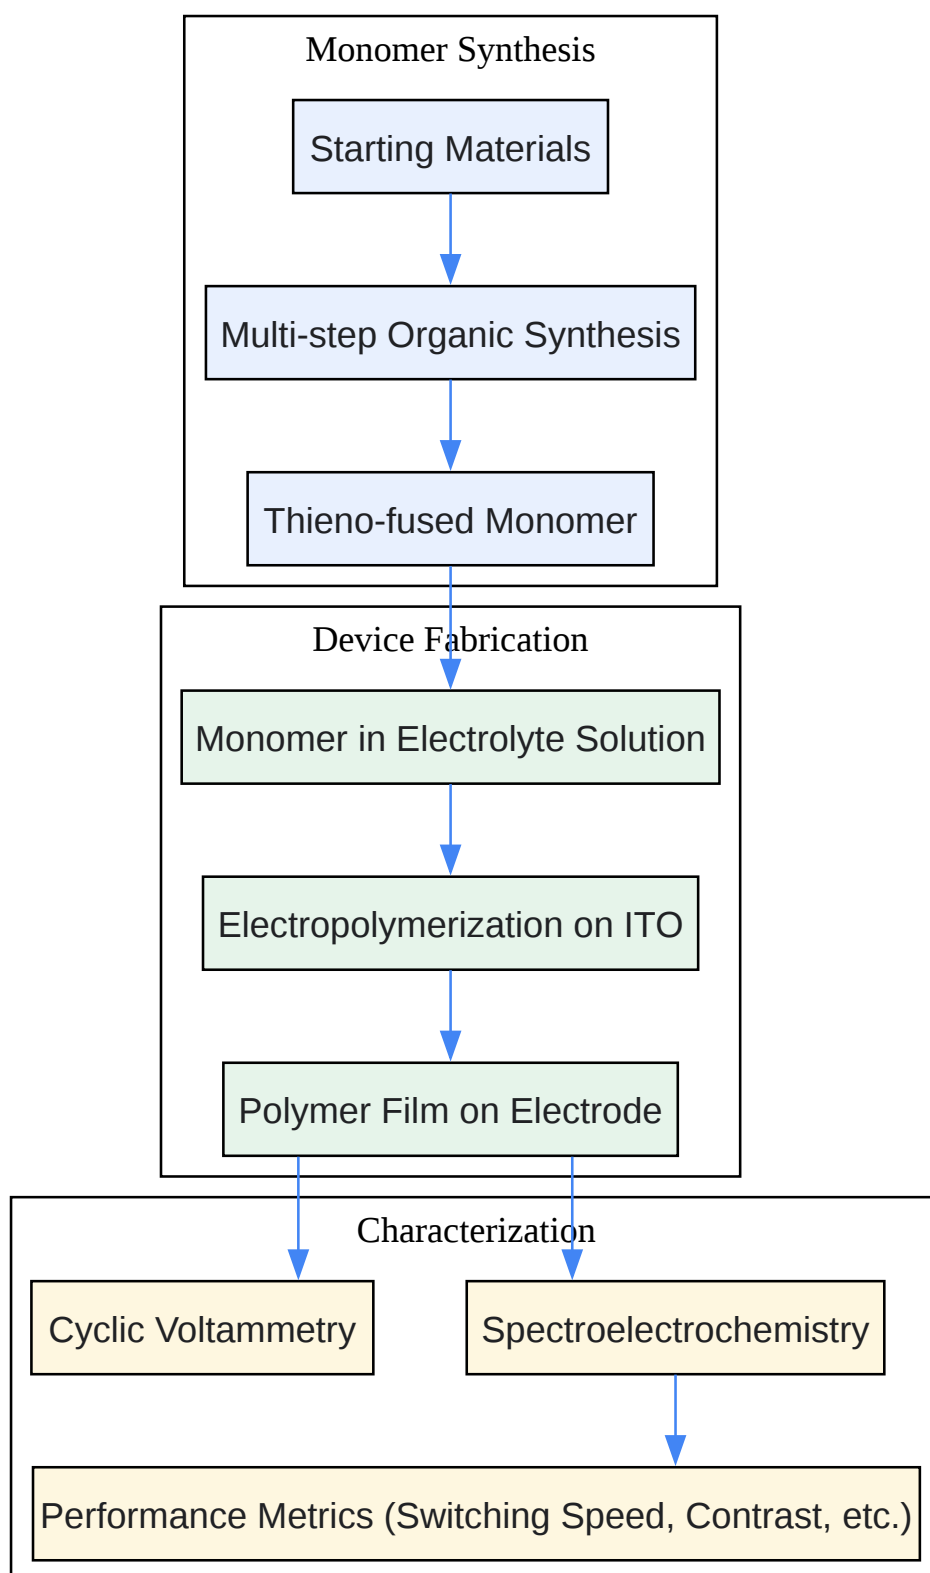 Monomer Synthesis
Starting Materials
Multi-step Organic Synthesis
Thieno-fused Monomer
Device Fabrication
Monomer in Electrolyte Solution
Electropolymerization on ITO
Polymer Film on Electrode
Characterization
Cyclic Voltammetry
Spectroelectrochemistry
Performance Metrics (Switching Speed, Contrast, etc.)